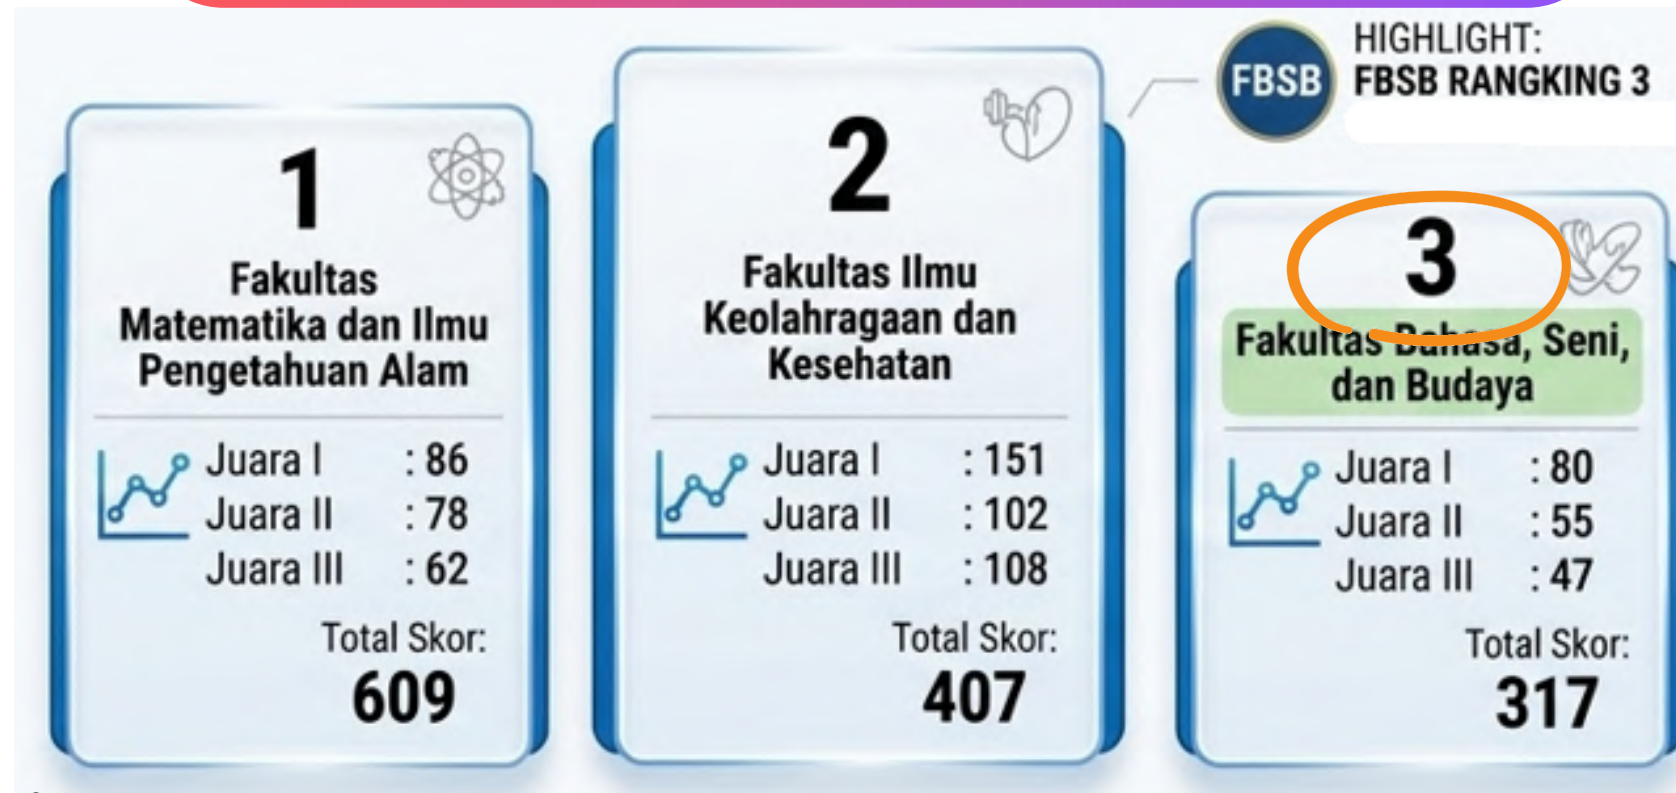 HIGHLIGHT:
FBSB
FBSB RANGKING 3
1
Fakultas
Matematika dan Ilmu
Pengetahuan Alam
Juara I : 86
Juara II : 78
Juara III : 62
Total Skor:
609
2
Fakultas Ilmu
Keolahragaan dan
Kesehatan
Juara I : 151
Juara II : 102
Juara III : 108
Total Skor:
407
3
Fakultas Bahasa, Seni,
dan Budaya
Juara I : 80
Juara II : 55
Juara III : 47
Total Skor:
317